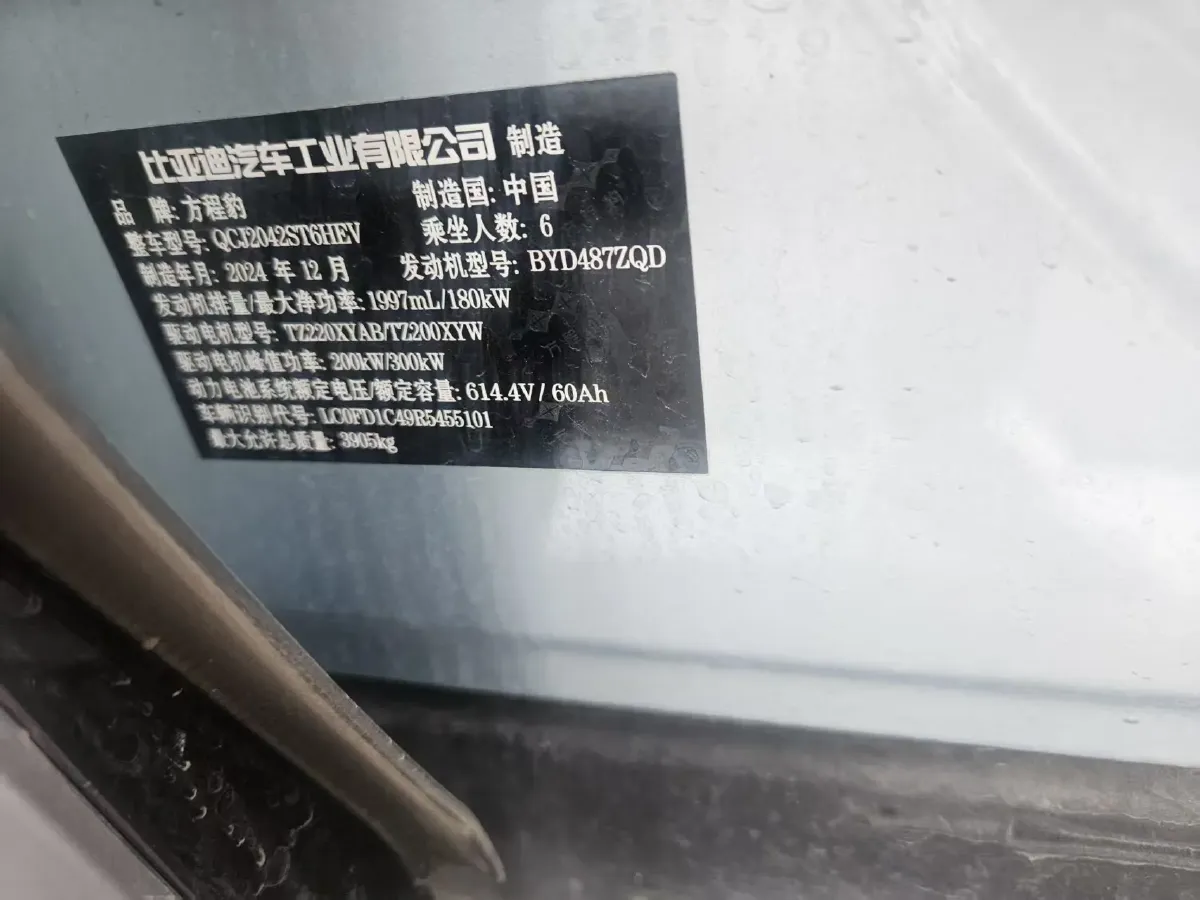 比亚迪汽车工业有限公司 制造
品 牌: 方程豹 制造国: 中国
整车型号: QCJ2042ST6HEV 乘坐人数: 6
制造年月: 2024 年 12 月 发动机型号: BYD487ZQD
发动机排量/最大净功率: 1997mL/180kW
驱动电机型号: TZ220XYAB/TZ200XYW
驱动电机峰值功率: 200kW/300kW
动力电池系统额定电压/额定容量: 614.4V / 60Ah
车辆识别代号: LC0FD1C49R5455101
最大允许总质量: 3905kg